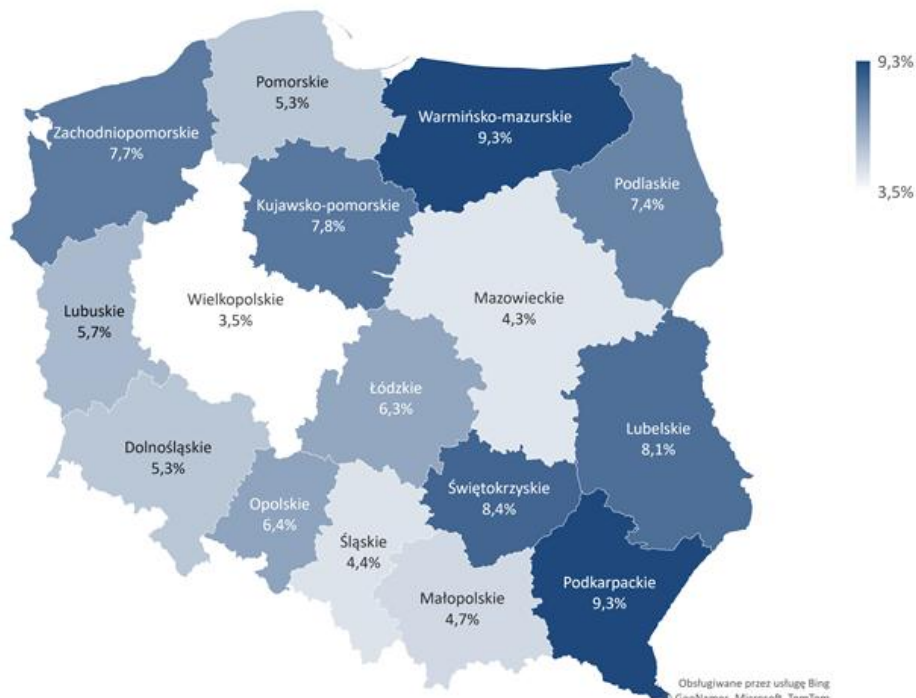 9,3%
Pomorskie
5,3%
Warmińsko-mazurskie
9,3%
Zachodniopomorskie
7,7%
Podlaskie
7,4%
3,5%
Kujawsko-pomorskie
7,8%
Wielkopolskie
3,5%
Mazowieckie
4,3%
Lubuskie
5,7%
Łódzkie
6,3%
Lubelskie
8,1%
Dolnośląskie
5,3%
Świętokrzyskie
8,4%
Opolskie
6,4%
Śląskie
4,4%
Podkarpackie
9,3%
Małopolskie
4,7%
Obsługiwane przez usługę Bing
GeoNames, Microsoft, TomTom